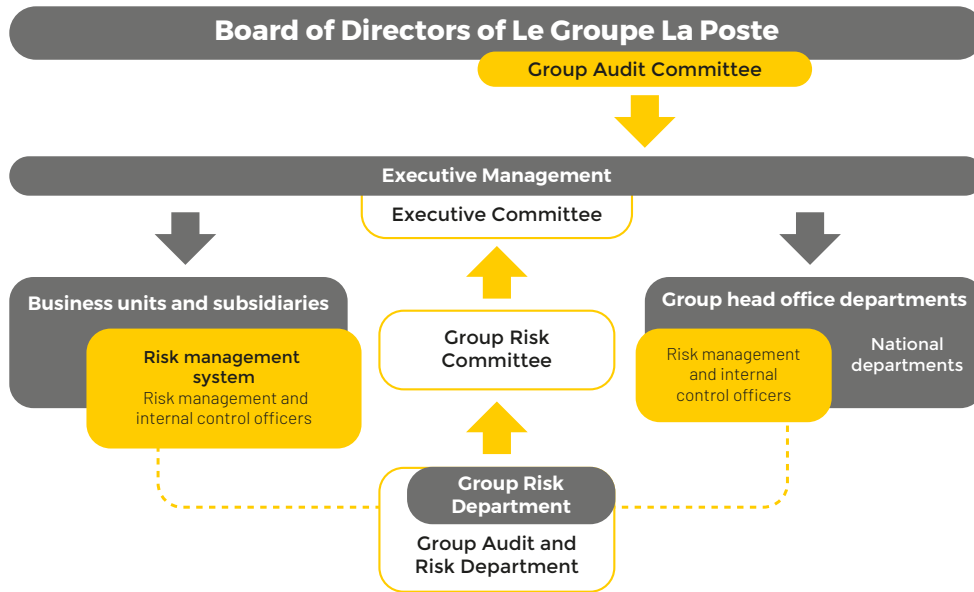 Board of Directors of Le Groupe La Poste
Group Audit Committee
Executive Management
Executive Committee
Business units and subsidiaries
Risk management
system
Risk management and
internal control officers
Group Risk
Committee
Group head office departments
Risk management
and internal
control officers
National
departments
Group Risk
Department
Group Audit and
Risk Department